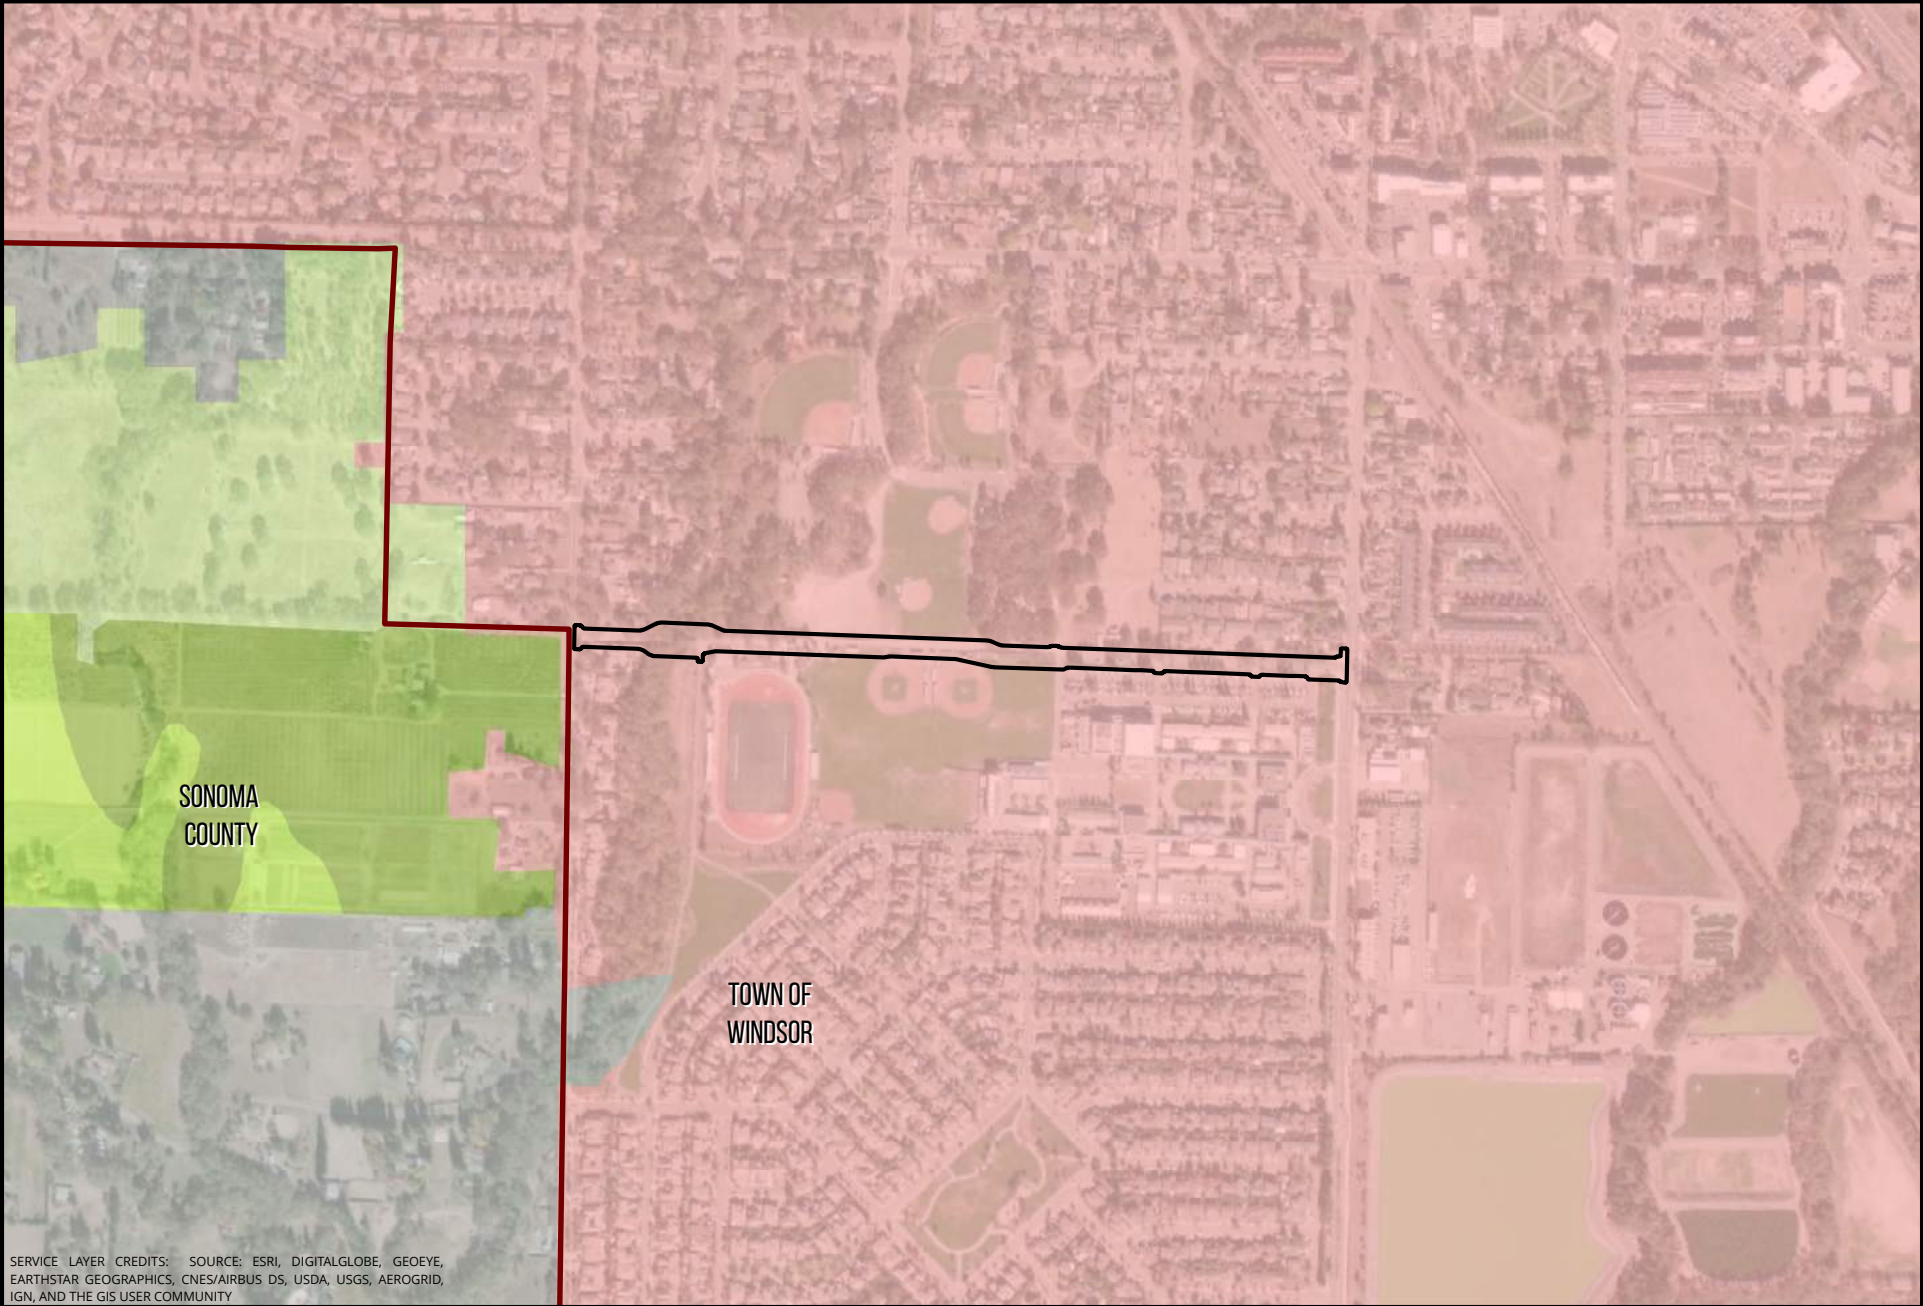 SONOMA
COUNTY
TOWN OF
WINDSOR
SERVICE LAYER CREDITS: SOURCE: ESRI, DIGITALGLOBE, GEOEYE,
EARTHSTAR GEOGRAPHICS, CNES/AIRBUS DS, USDA, USGS, AEROGRID,
IGN, AND THE GIS USER COMMUNITY